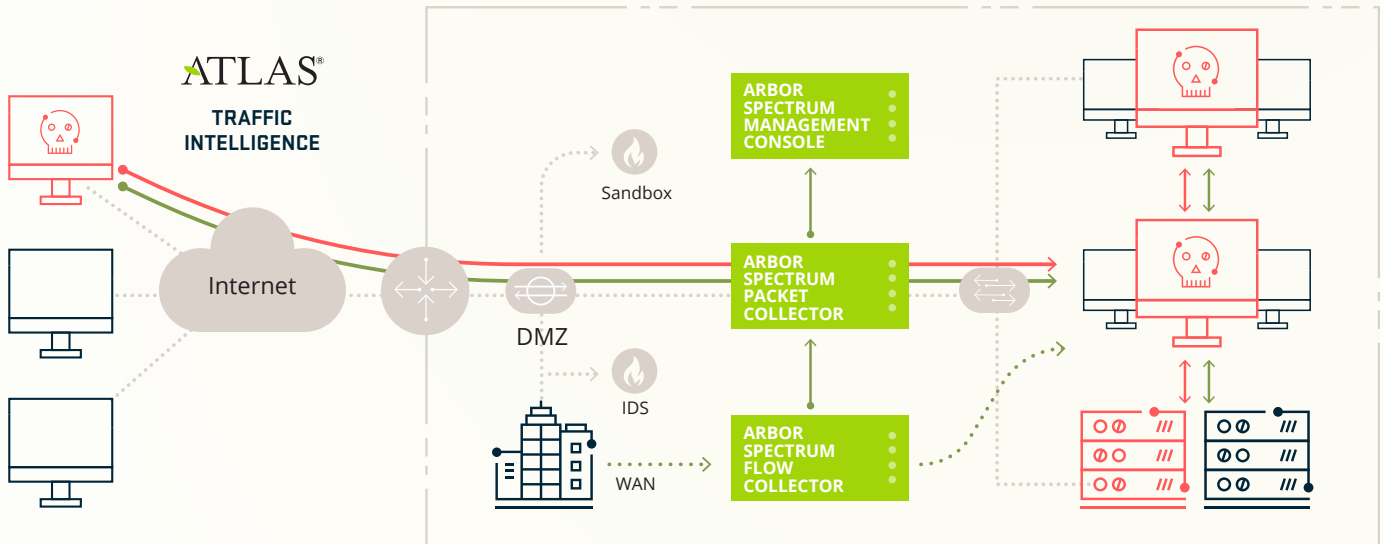 ATLAS®
TRAFFIC
INTELLIGENCE
Internet
Sandbox
DMZ
IDS
WAN
ARBOR
SPECTRUM
MANAGEMENT
CONSOLE
ARBOR
SPECTRUM
PACKET
COLLECTOR
ARBOR
SPECTRUM
FLOW
COLLECTOR